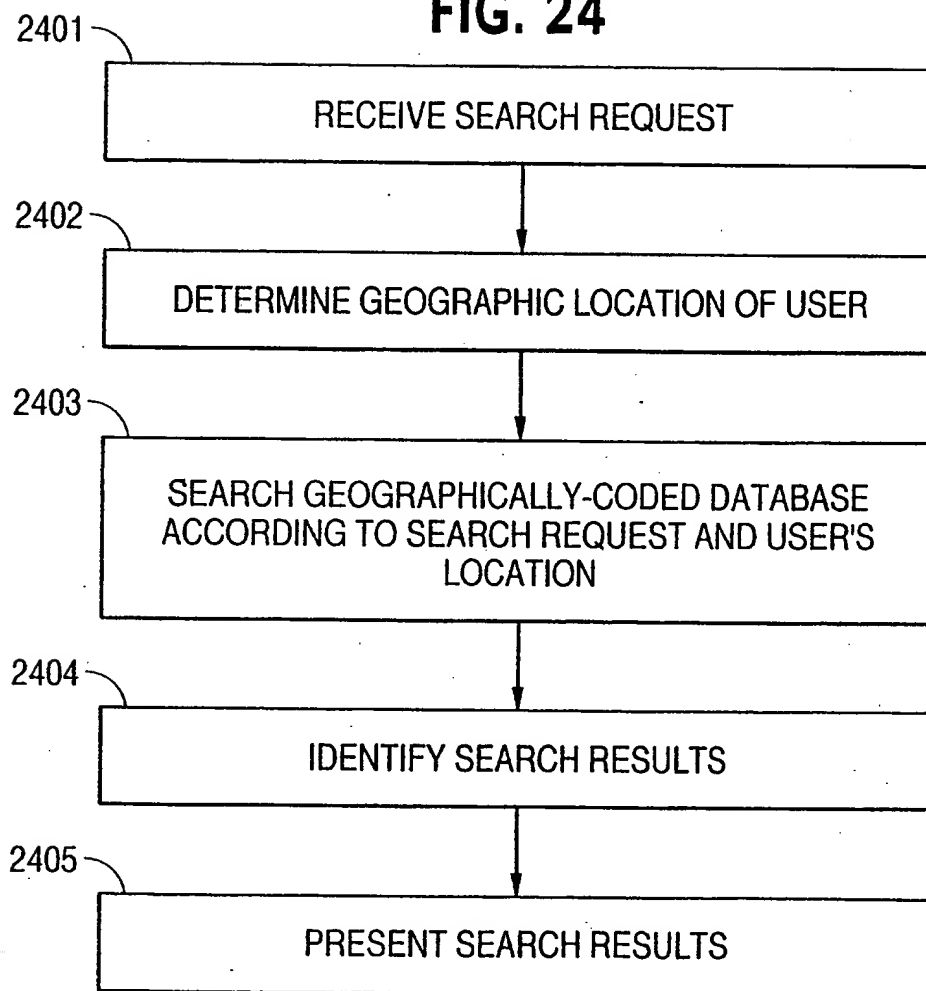 FIG. 24
2401
RECEIVE SEARCH REQUEST
2402
DETERMINE GEOGRAPHIC LOCATION OF USER
2403
SEARCH GEOGRAPHICALLY-CODED DATABASE
ACCORDING TO SEARCH REQUEST AND USER'S
LOCATION
2404
IDENTIFY SEARCH RESULTS
2405
PRESENT SEARCH RESULTS